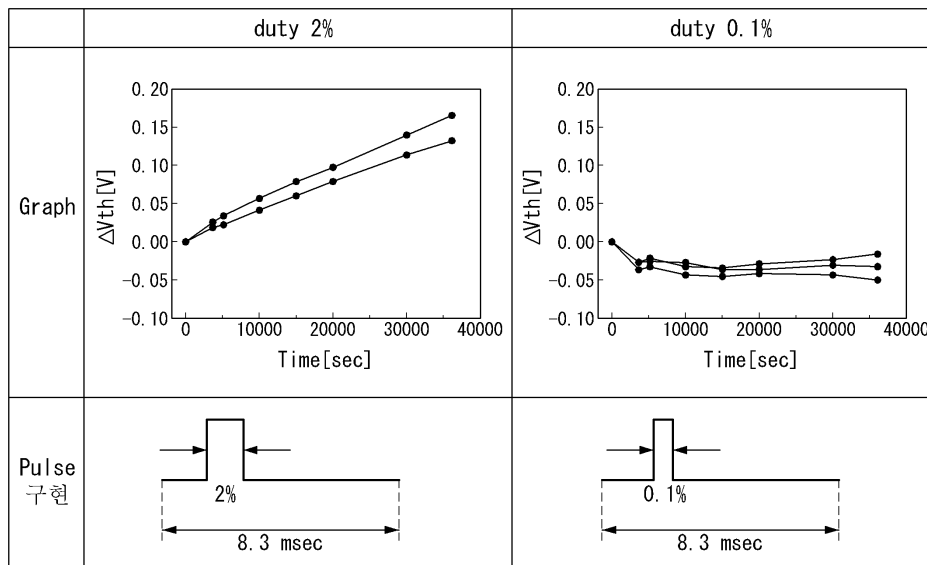 duty 2%
duty 0.1%
Graph
△Vth[V]
0.20
0.15
0.10
0.05
0.00
−0.05
−0.10
0 10000 20000 30000 40000
Time[sec]
△Vth[V]
0.20
0.15
0.10
0.05
0.00
−0.05
−0.10
0 10000 20000 30000 40000
Time[sec]
Pulse
구현
2%
8.3 msec
0.1%
8.3 msec